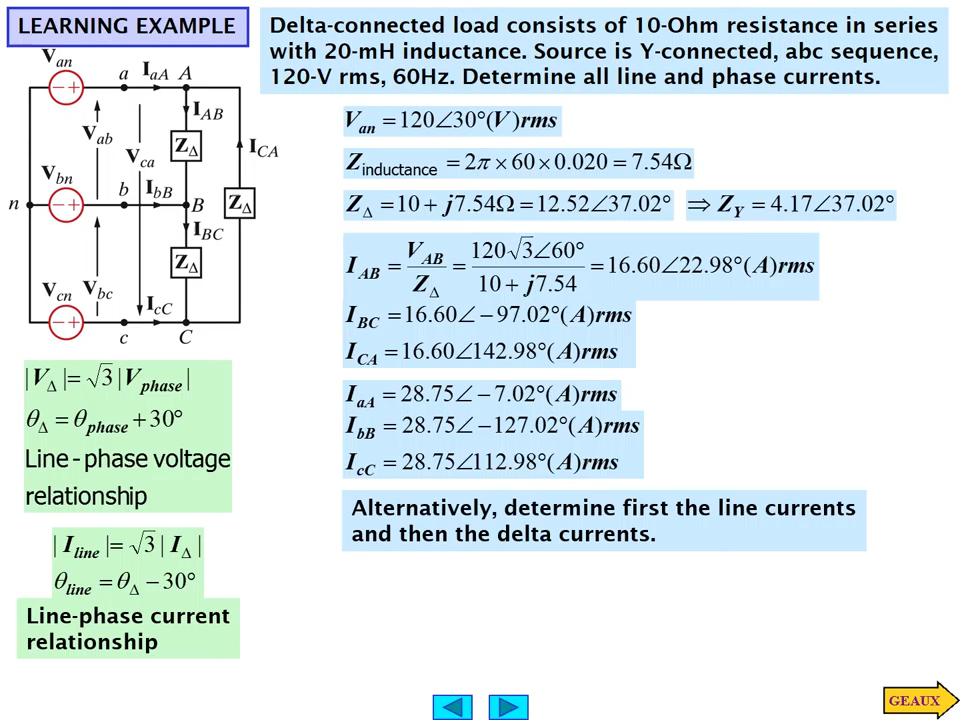 LEARNING EXAMPLE
Delta-connected load consists of 10-Ohm resistance in series
with 20-mH inductance. Source is Y-connected, abc sequence,
120-V rms, 60Hz. Determine all line and phase currents.
V_an
a I_aA A
− +
I_AB
V_ab
Z_Δ
I_CA
V_ca
V_bn
b I_bB
n
− +
B
Z_Δ
I_BC
Z_Δ
V_cn V_bc
I_cC
− +
c C
V_an = 120∠30°(V)rms
Z_inductance = 2π × 60 × 0.020 = 7.54Ω
Z_Δ = 10 + j7.54Ω = 12.52∠37.02° ⇒ Z_Y = 4.17∠37.02°
I_AB = V_AB / Z_Δ = 120√3∠60° / 10 + j7.54 = 16.60∠22.98°(A)rms
I_BC = 16.60∠−97.02°(A)rms
I_CA = 16.60∠142.98°(A)rms
I_aA = 28.75∠−7.02°(A)rms
I_bB = 28.75∠−127.02°(A)rms
I_cC = 28.75∠112.98°(A)rms
Alternatively, determine first the line currents
and then the delta currents.
|V_Δ| = √3 |V_phase|
θ_Δ = θ_phase + 30°
Line - phase voltage
relationship
|I_line| = √3 |I_Δ|
θ_line = θ_Δ − 30°
Line-phase current
relationship
GEAUX